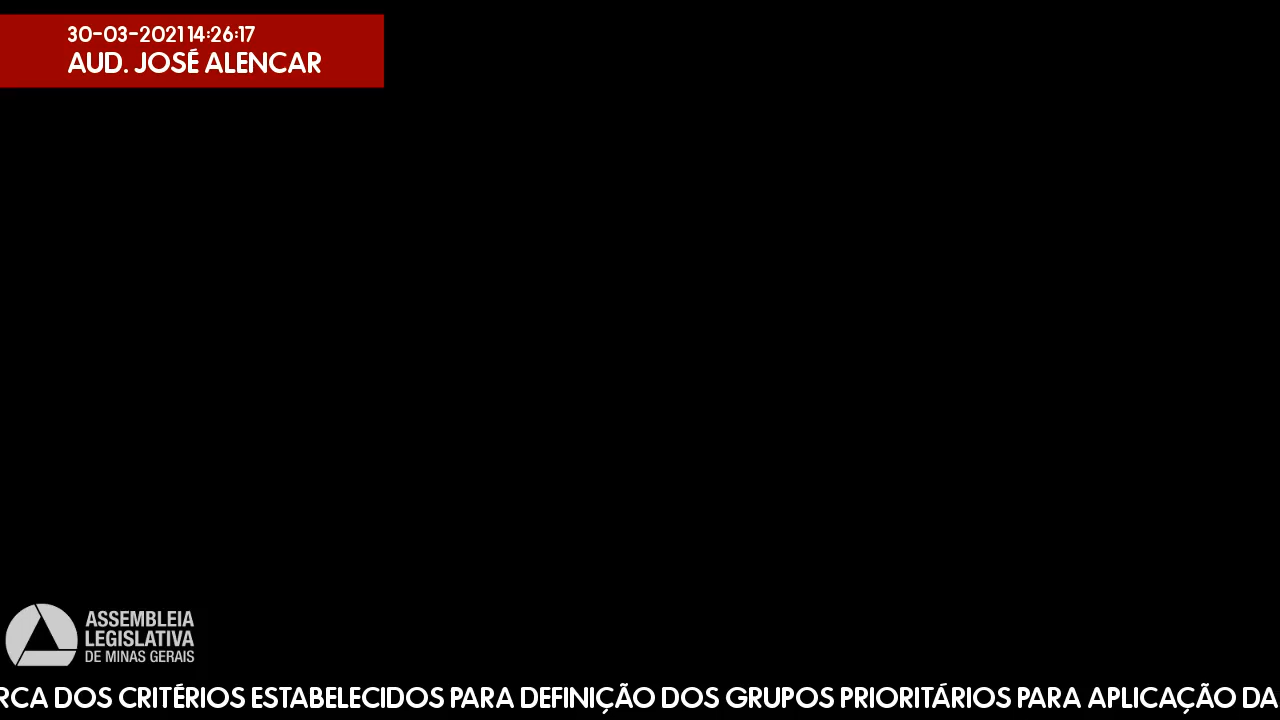 30-03-2021 14:26:17
AUD. JOSÉ ALENCAR
ASSEMBLEIA
LEGISLATIVA
DE MINAS GERAIS
RCA DOS CRITÉRIOS ESTABELECIDOS PARA DEFINIÇÃO DOS GRUPOS PRIORITÁRIOS PARA APLICAÇÃO DA